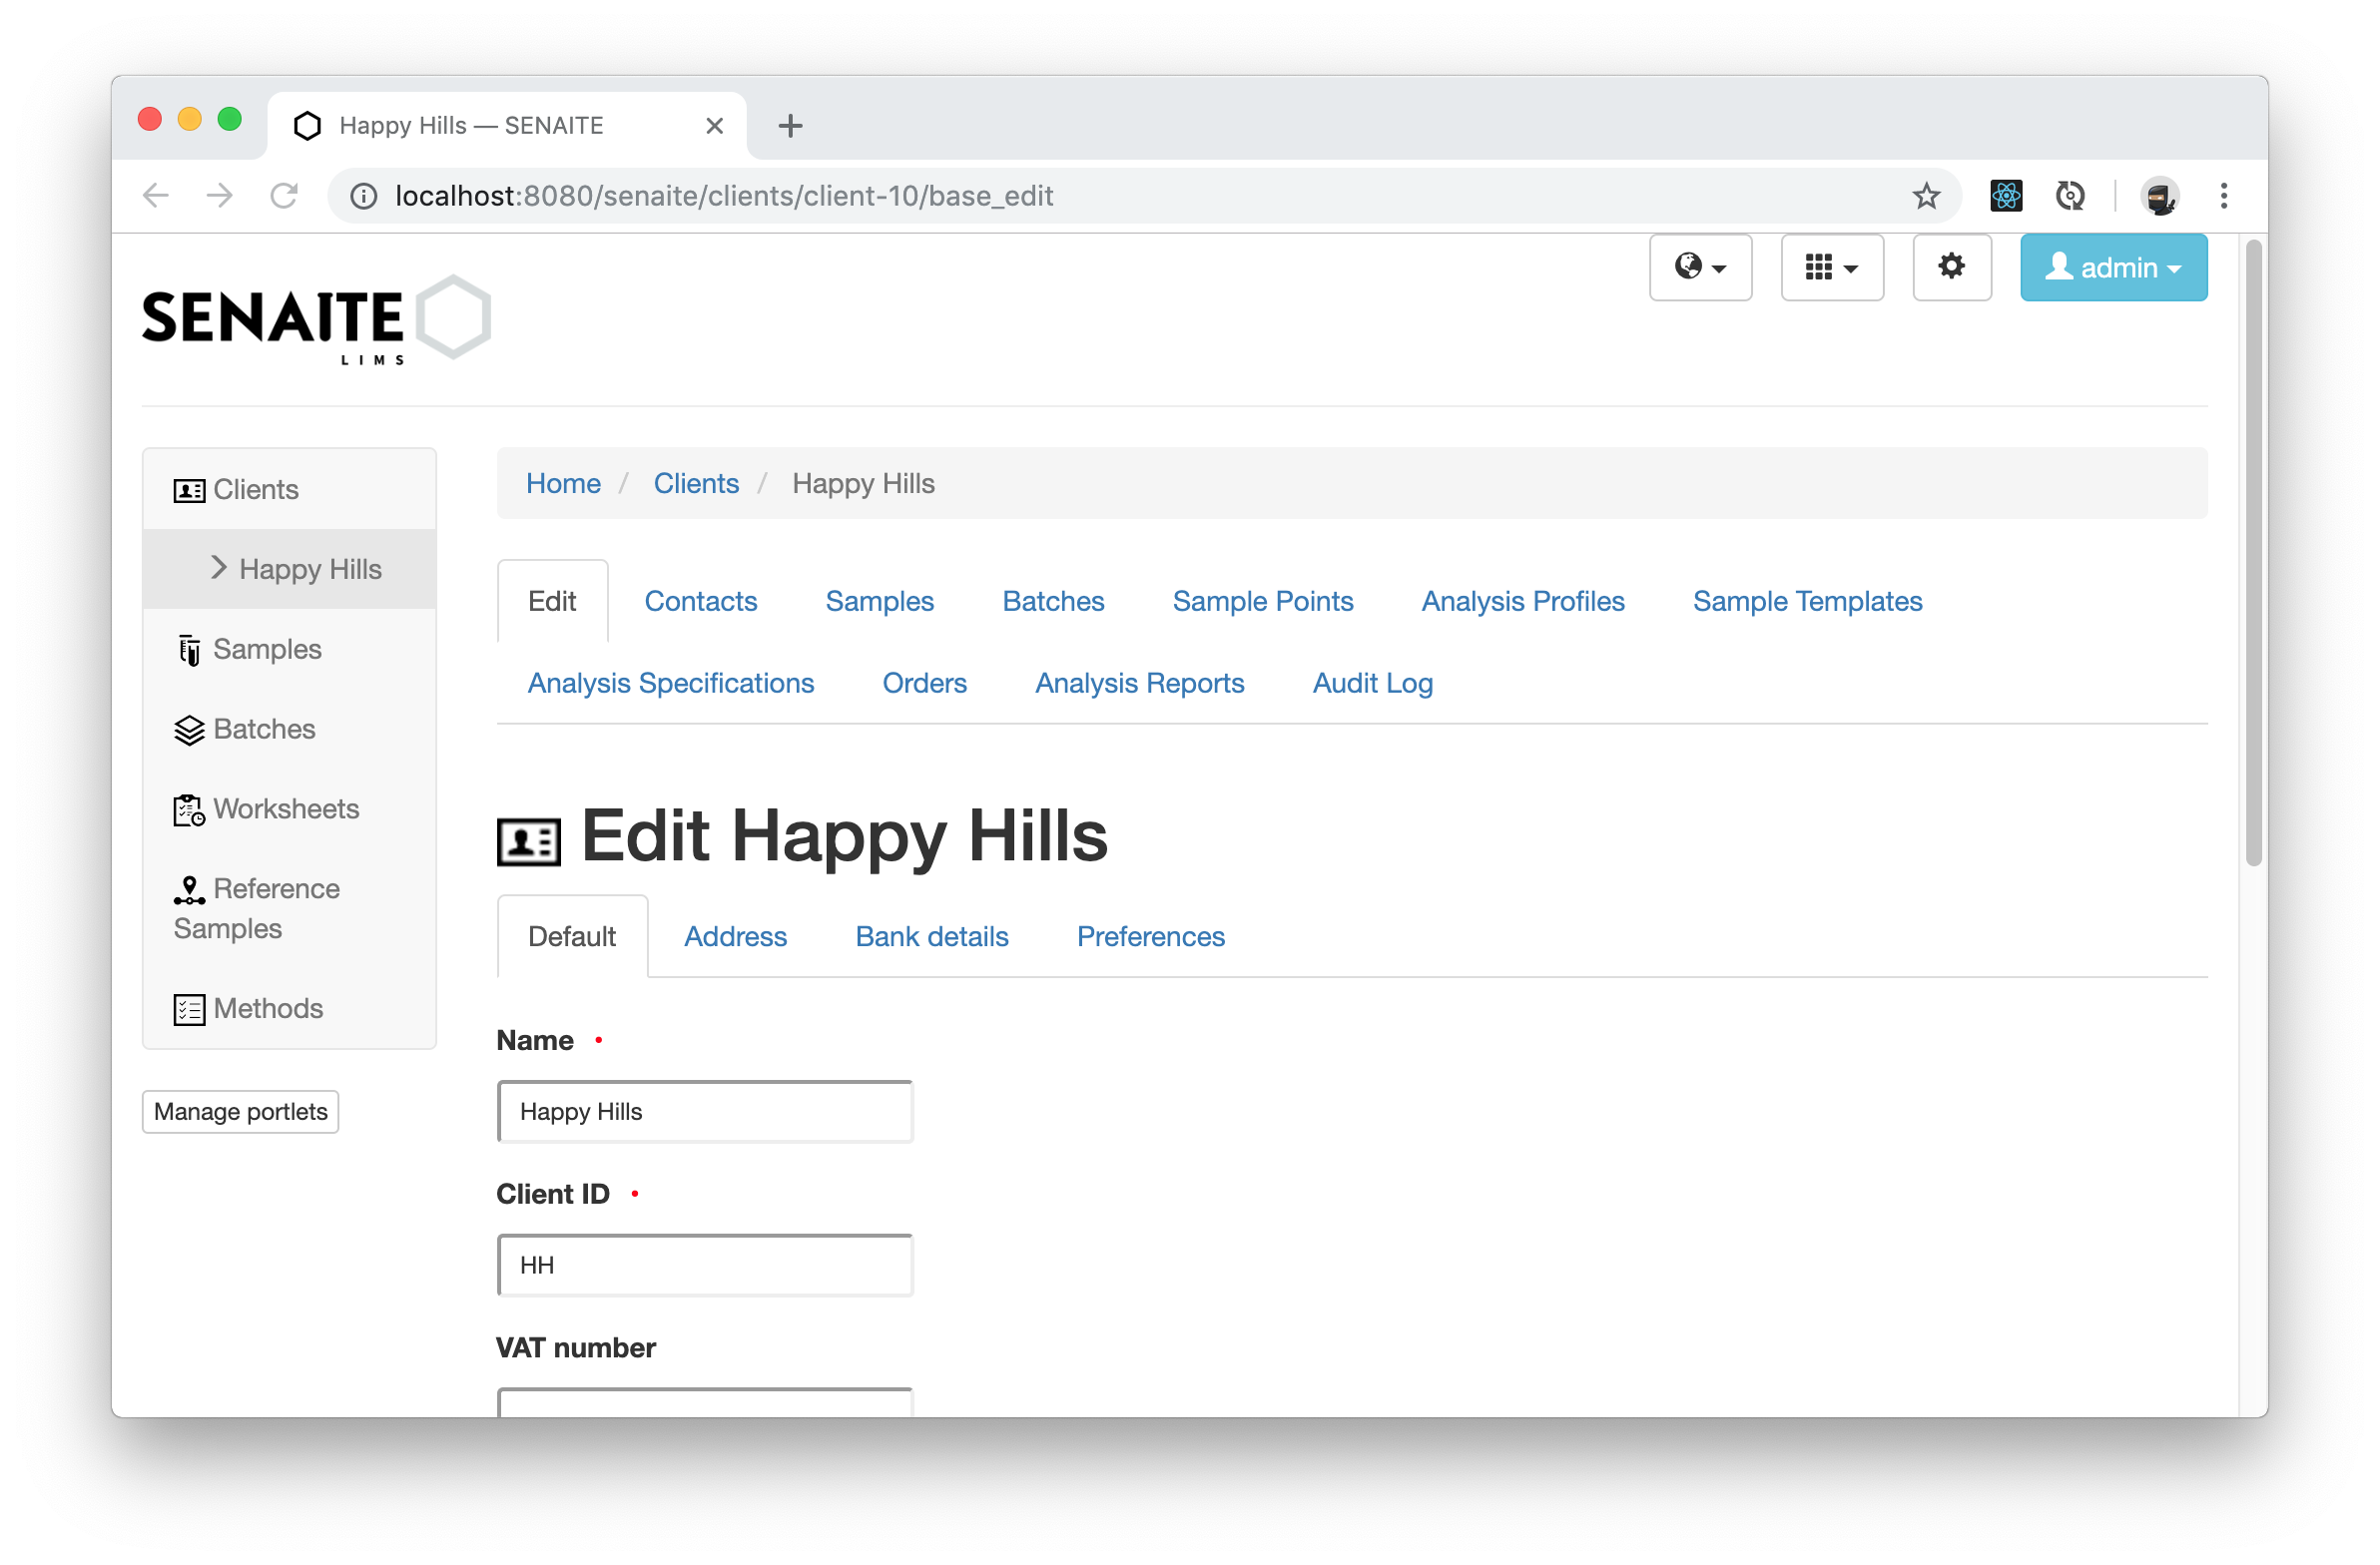 Happy Hills — SENAITE
localhost:8080/senaite/clients/client-10/base_edit
admin
SENAITE
LIMS
Clients
Happy Hills
Samples
Batches
Worksheets
Reference
Samples
Methods
Manage portlets
Home / Clients / Happy Hills
Edit Contacts Samples Batches Sample Points Analysis Profiles Sample Templates
Analysis Specifications Orders Analysis Reports Audit Log
Edit Happy Hills
Default Address Bank details Preferences
Name
Happy Hills
Client ID
HH
VAT number